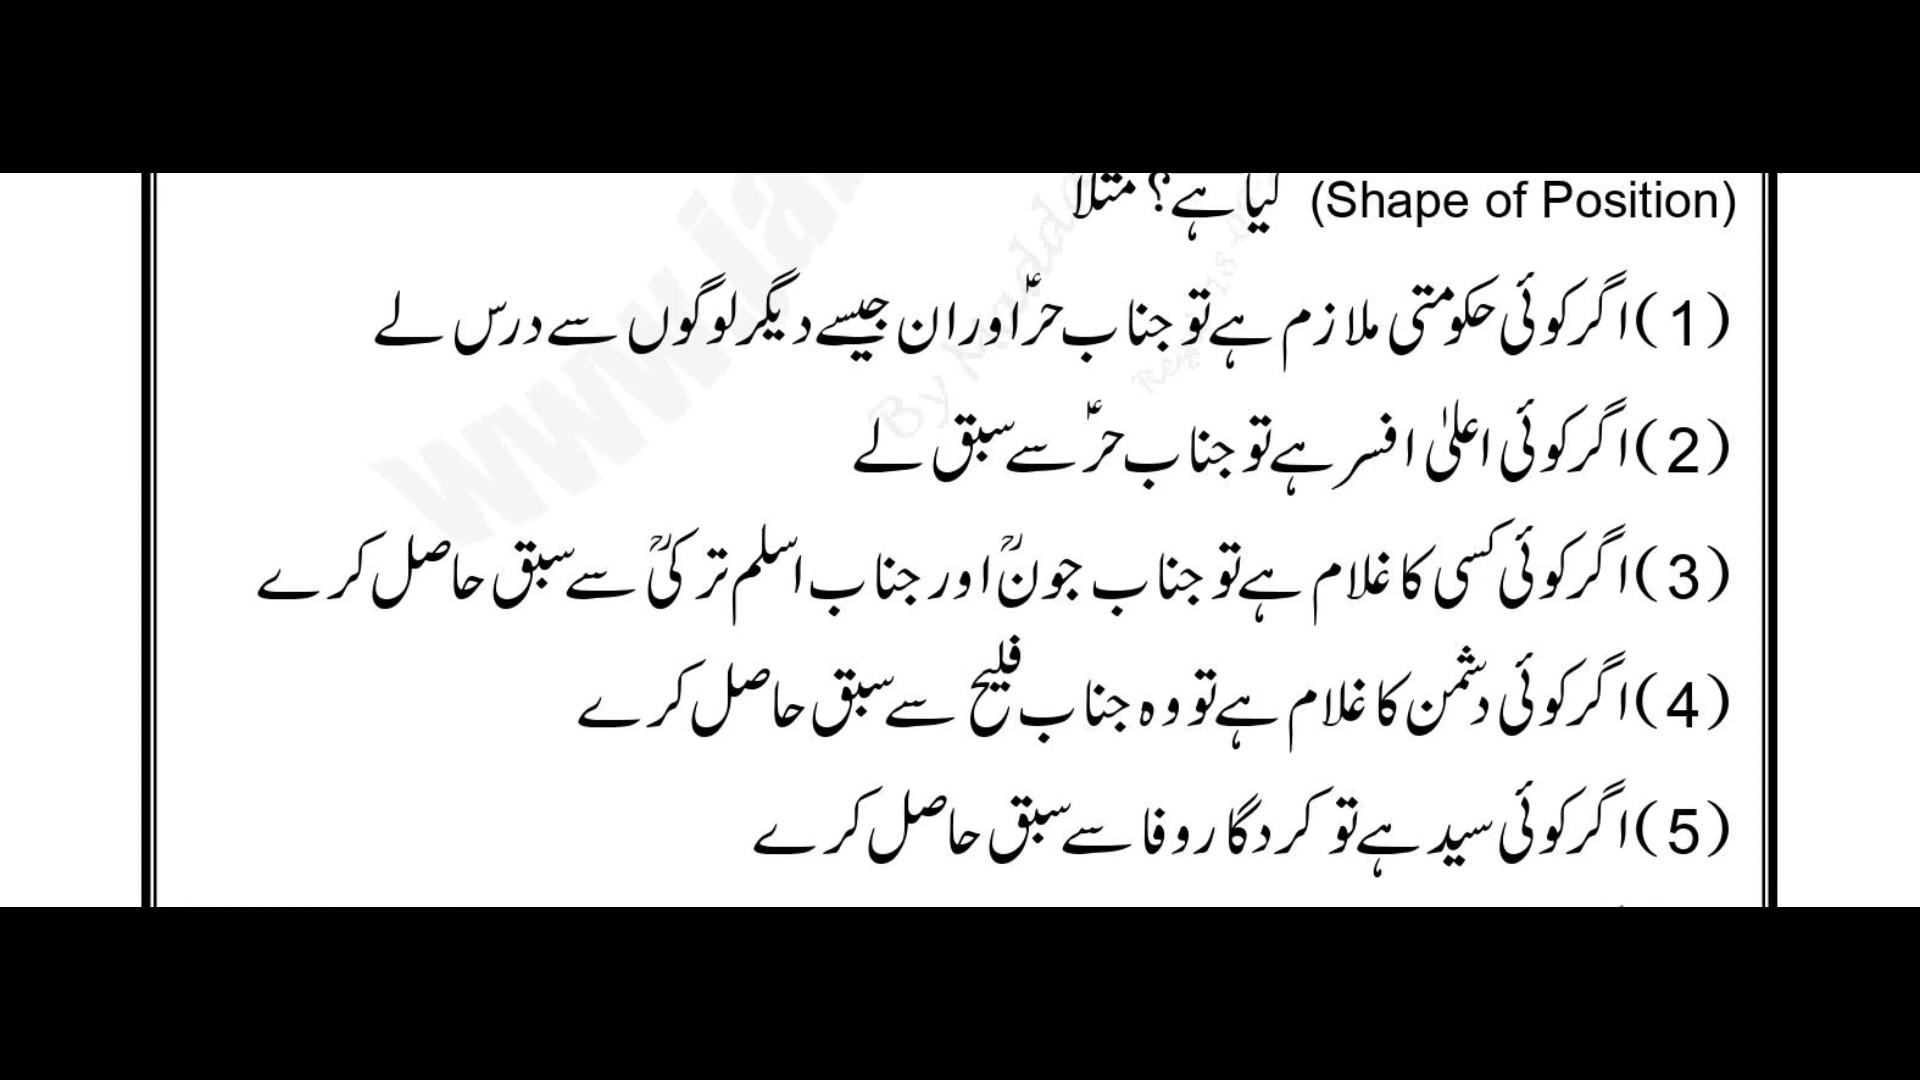 (Shape of Position) کیا ہے؟ مثلاً
(1) اگر کوئی حکومتی ملازم ہے تو جناب حرؑ اور ان جیسے دیگر لوگوں سے درس لے
(2) اگر کوئی اعلیٰ افسر ہے تو جناب حرؑ سے سبق لے
(3) اگر کوئی کسی کا غلام ہے تو جناب جونؒ اور جناب اسلم ترکیؒ سے سبق حاصل کرے
(4) اگر کوئی دشمن کا غلام ہے تو وہ جناب فلیح سے سبق حاصل کرے
(5) اگر کوئی سید ہے تو کردگار وفا سے سبق حاصل کرے